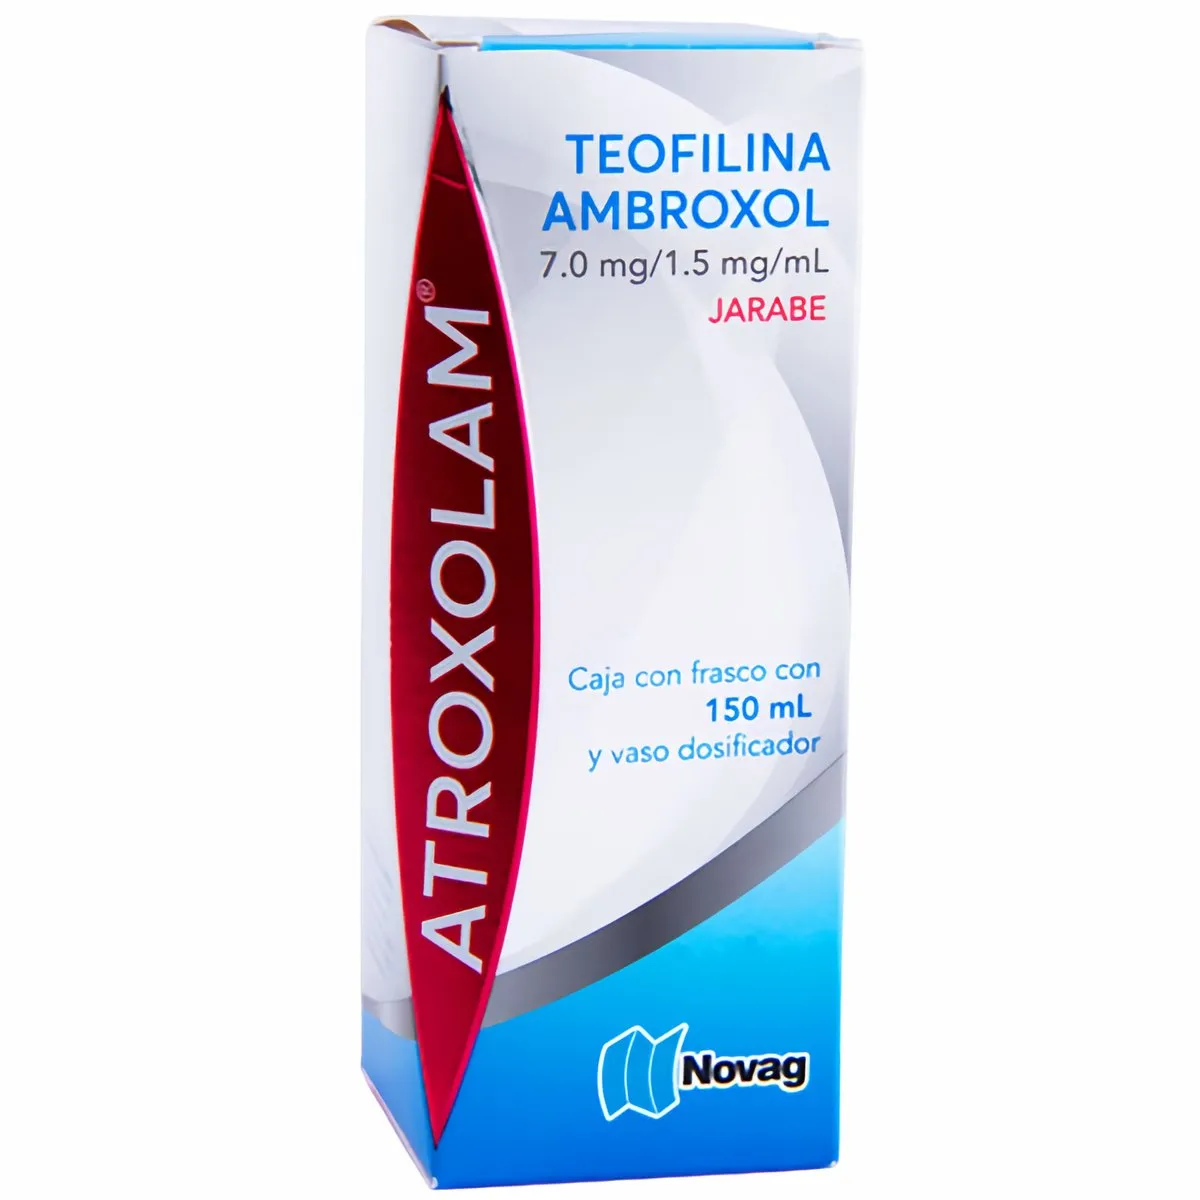 TEOFILINA
AMBROXOL
7.0 mg/1.5 mg/mL
JARABE
ATROXOLAM®
Caja con frasco con
150 mL
y vaso dosificador
Novag